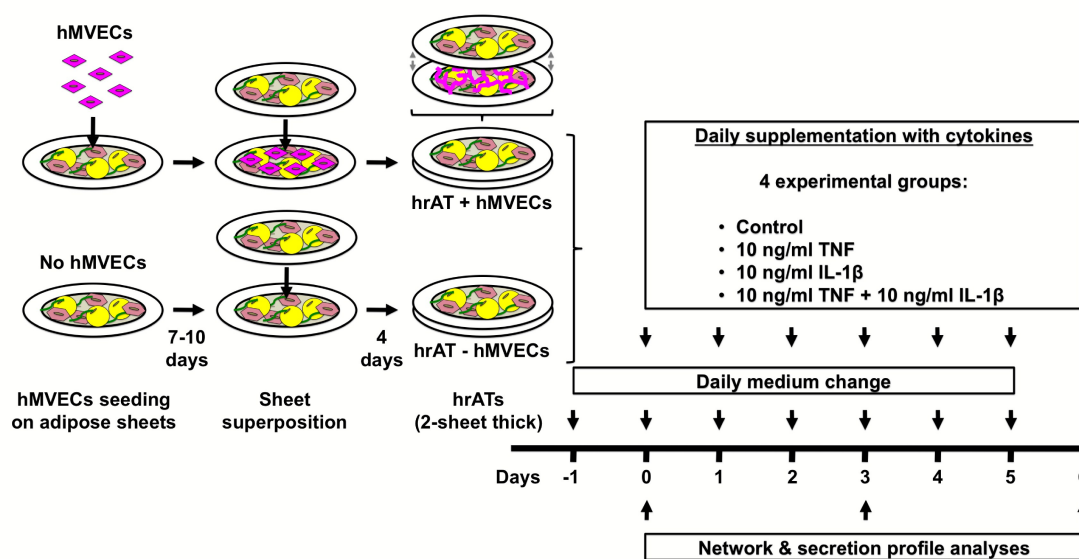 hMVECs
hrAT + hMVECs
No hMVECs
7-10
days
4
days
hrAT - hMVECs
hMVECs seeding
on adipose sheets
Sheet
superposition
hrATs
(2-sheet thick)
Daily supplementation with cytokines
4 experimental groups:
• Control
• 10 ng/ml TNF
• 10 ng/ml IL-1β
• 10 ng/ml TNF + 10 ng/ml IL-1β
Daily medium change
Days -1 0 1 2 3 4 5
Network & secretion profile analyses